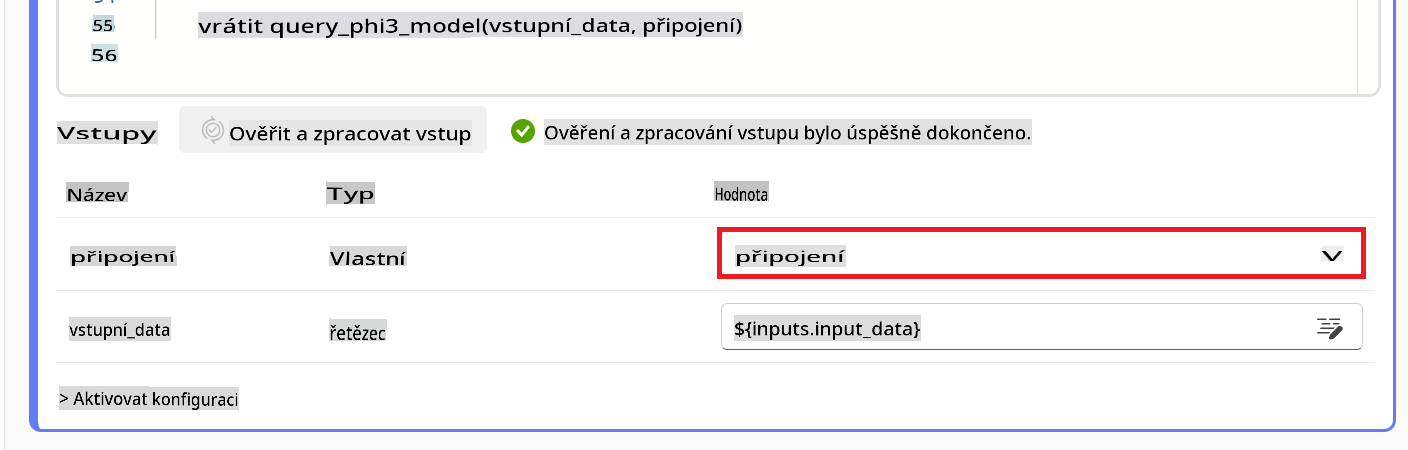 55 vrátit query_phi3_model(vstupní_data, připojení)
56
Vstupy Ověřit a zpracovat vstup Ověření a zpracování vstupu bylo úspěšně dokončeno.
Název Typ Hodnota
připojení Vlastní připojení
vstupní_data řetězec ${inputs.input_data}
> Aktivovat konfiguraci